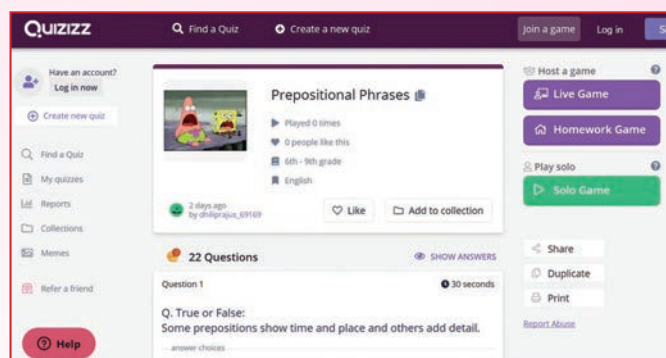 QUIZIZZ
Find a Quiz
Create a new quiz
Join a game
Log in
S
Have an account?
Log in now
Create new quiz
Find a Quiz
My quizzes
Reports
Collections
Memes
Refer a friend
Help
Prepositional Phrases
Played 0 times
0 people like this
6th - 9th grade
English
2 days ago
by dhiliprajus_69169
Like
Add to collection
22 Questions
SHOW ANSWERS
Question 1
30 seconds
Q. True or False:
Some prepositions show time and place and others add detail.
answer choices
Host a game
Live Game
Homework Game
Play solo
Solo Game
Share
Duplicate
Print
Report Abuse